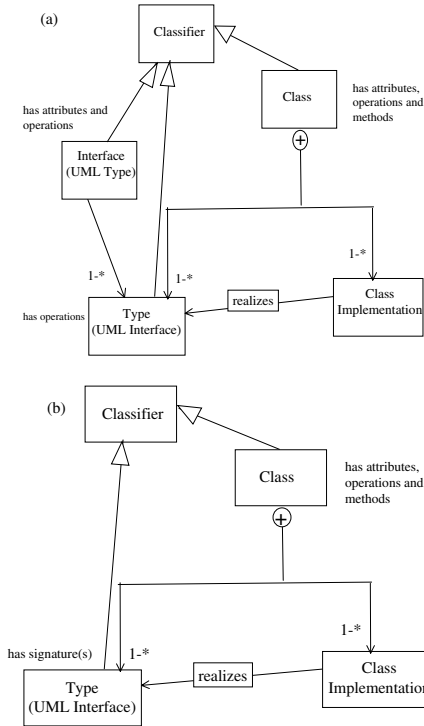 (a)
Classifier
has attributes and
operations
Class
has attributes,
operations and
methods
+
Interface
(UML Type)
1-*
1-*
1-*
realizes
has operations
Type
(UML Interface)
Class
Implementation
(b)
Classifier
Class
has attributes,
operations and
methods
+
has signature(s)
1-*
1-*
realizes
Type
(UML Interface)
Class
Implementation